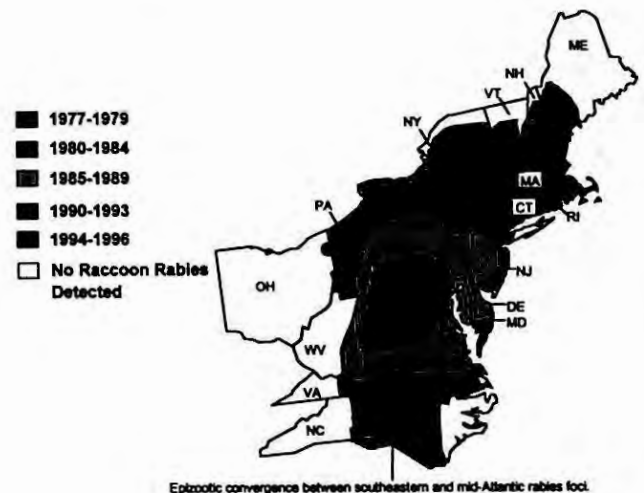 ME
NH
VT
NY
1977-1979
1980-1984
1985-1989
1990-1993
1994-1996
No Raccoon Rabies
Detected
MA
CT
RI
PA
NJ
OH
DE
MD
WV
VA
NC
Epizootic convergence between southeastern and mid-Atlantic rabies foci.